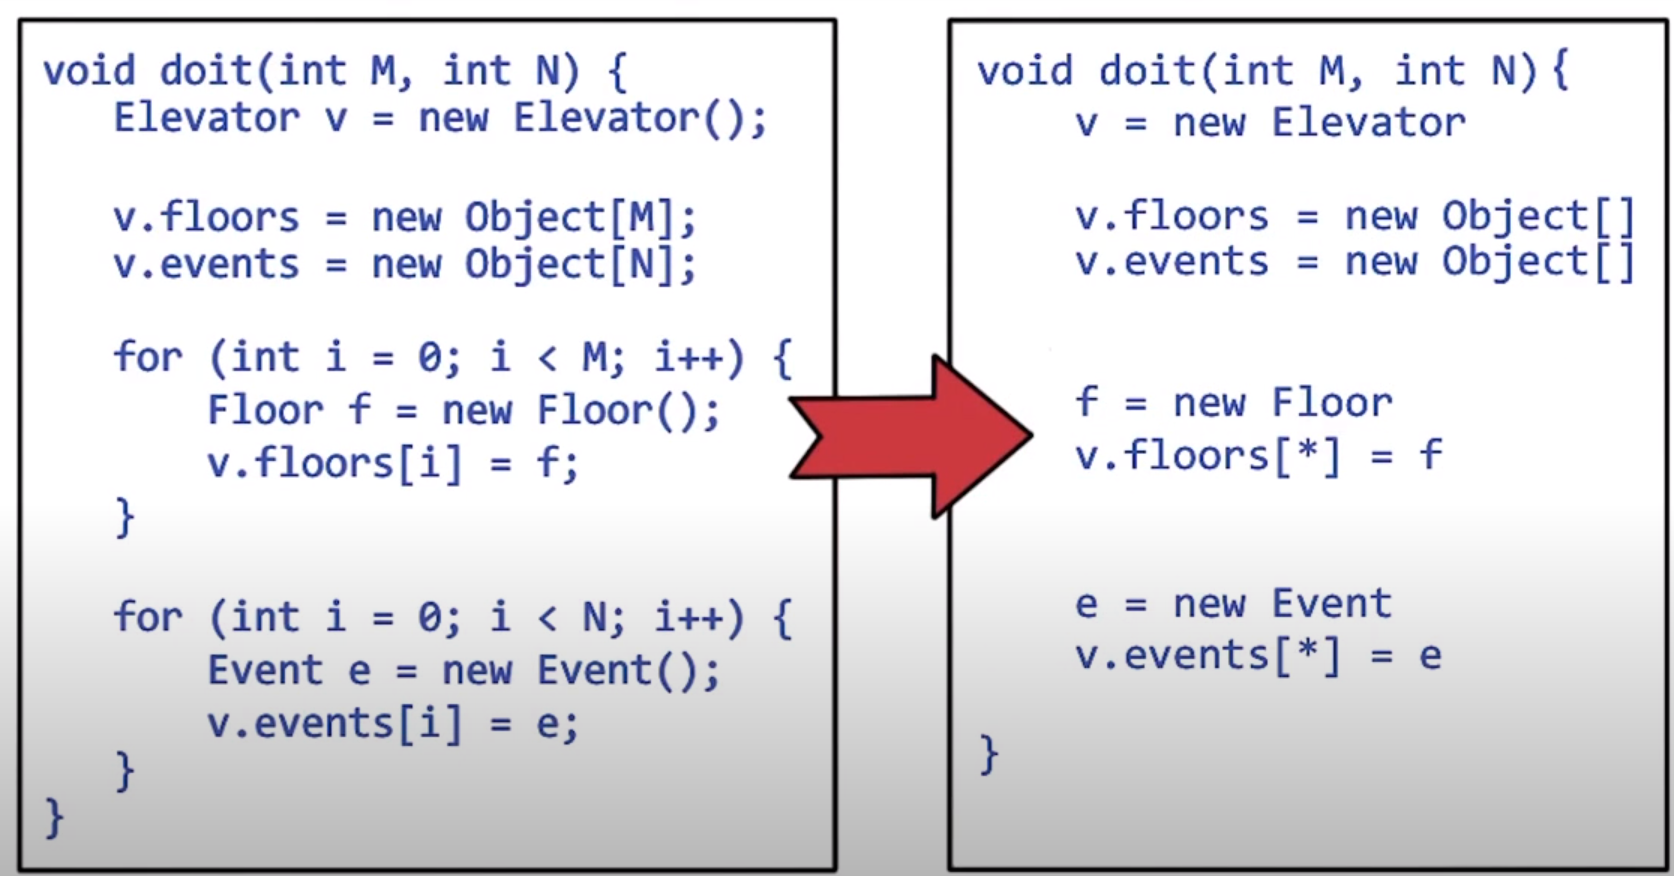 void doit(int M, int N) {
Elevator v = new Elevator();
v.floors = new Object[M];
v.events = new Object[N];
for (int i = 0; i < M; i++) {
Floor f = new Floor();
v.floors[i] = f;
}
for (int i = 0; i < N; i++) {
Event e = new Event();
v.events[i] = e;
}
}
void doit(int M, int N){
v = new Elevator
v.floors = new Object[]
v.events = new Object[]
f = new Floor
v.floors[*] = f
e = new Event
v.events[*] = e
}